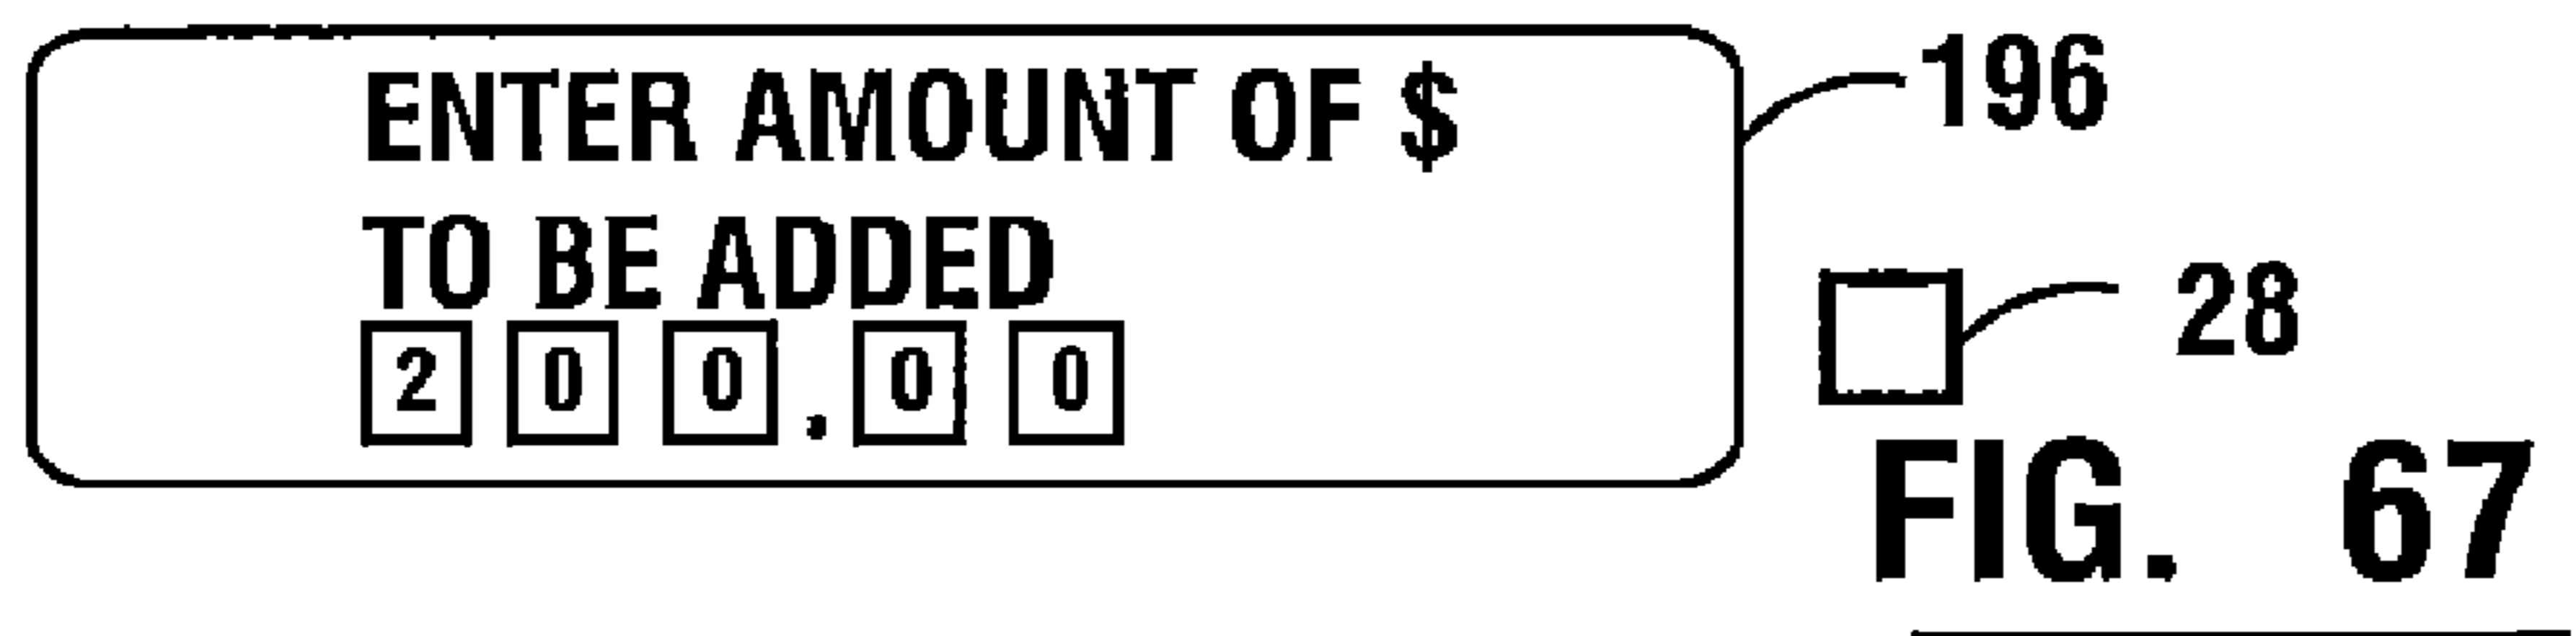 ENTER AMOUNT OF $
TO BE ADDED
200.00
196
28
FIG. 67